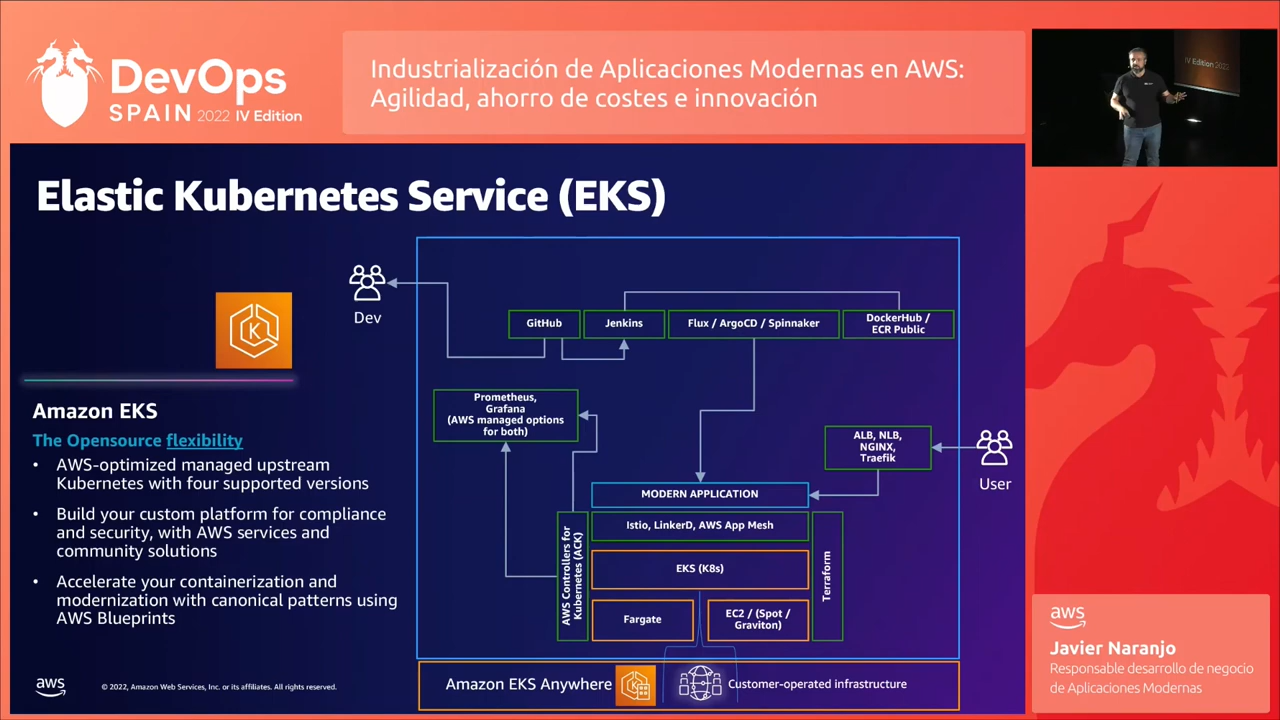 DevOps
SPAIN 2022 IV Edition
Industrialización de Aplicaciones Modernas en AWS:
Agilidad, ahorro de costes e innovación
IV Edition 2022
Elastic Kubernetes Service (EKS)
Amazon EKS
The Opensource flexibility
• AWS-optimized managed upstream
Kubernetes with four supported versions
• Build your custom platform for compliance
and security, with AWS services and
community solutions
• Accelerate your containerization and
modernization with canonical patterns using
AWS Blueprints
Dev
GitHub
Jenkins
Flux / ArgoCD / Spinnaker
DockerHub /
ECR Public
Prometheus,
Grafana
(AWS managed options
for both)
ALB, NLB,
NGINX,
Traefik
User
MODERN APPLICATION
Istio, LinkerD, AWS App Mesh
AWS Controllers for
Kubernetes (ACK)
EKS (K8s)
Terraform
Fargate
EC2 / (Spot /
Graviton)
Amazon EKS Anywhere
Customer-operated infrastructure
aws
© 2022, Amazon Web Services, Inc. or its affiliates. All rights reserved.
aws
Javier Naranjo
Responsable desarrollo de negocio
de Aplicaciones Modernas